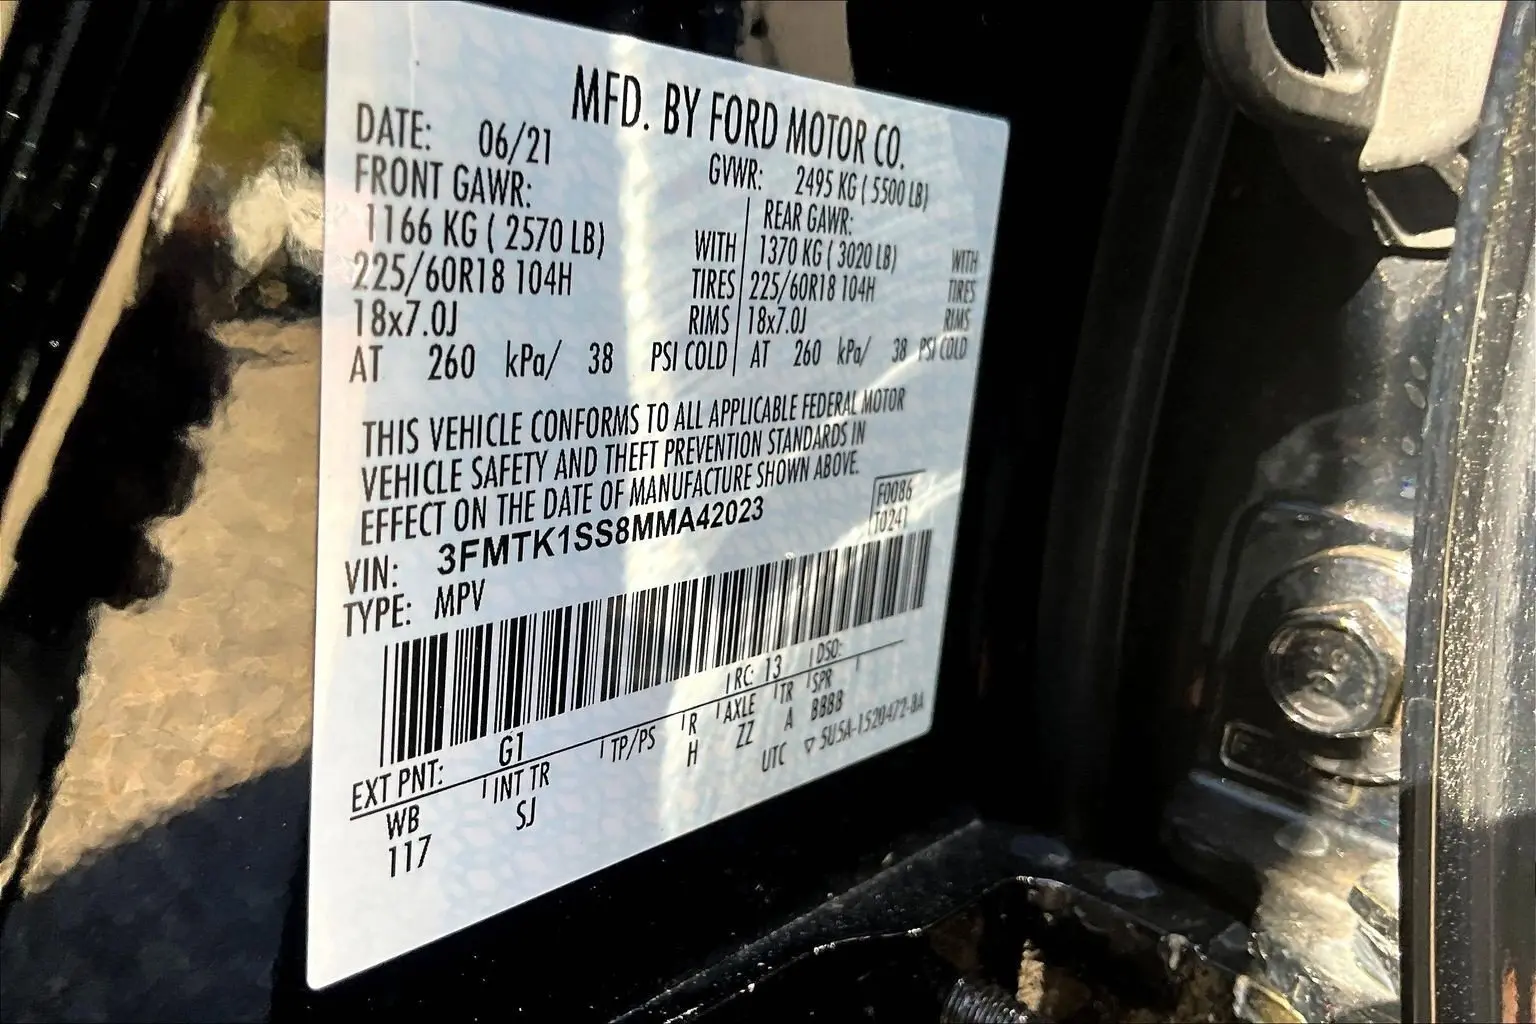 MFD. BY FORD MOTOR CO.
DATE: 06/21 GVWR: 2495 KG ( 5500 LB)
FRONT GAWR: REAR GAWR:
1166 KG ( 2570 LB) WITH 1370 KG ( 3020 LB) WITH
225/60R18 104H TIRES 225/60R18 104H TIRES
18x7.0J RIMS 18x7.0J RIMS
AT 260 kPa/ 38 PSI COLD AT 260 kPa/ 38 PSI COLD
THIS VEHICLE CONFORMS TO ALL APPLICABLE FEDERAL MOTOR
VEHICLE SAFETY AND THEFT PREVENTION STANDARDS IN
EFFECT ON THE DATE OF MANUFACTURE SHOWN ABOVE.
F0086
T0241
VIN: 3FMTK1SS8MMA42023
TYPE: MPV
EXT PNT: G1 RC: 13 DSO:
WB INT TR TP/PS R AXLE TR SPR
117 SJ H ZZ A BBBB
UTC ▽ 5U5A-1520472-BA